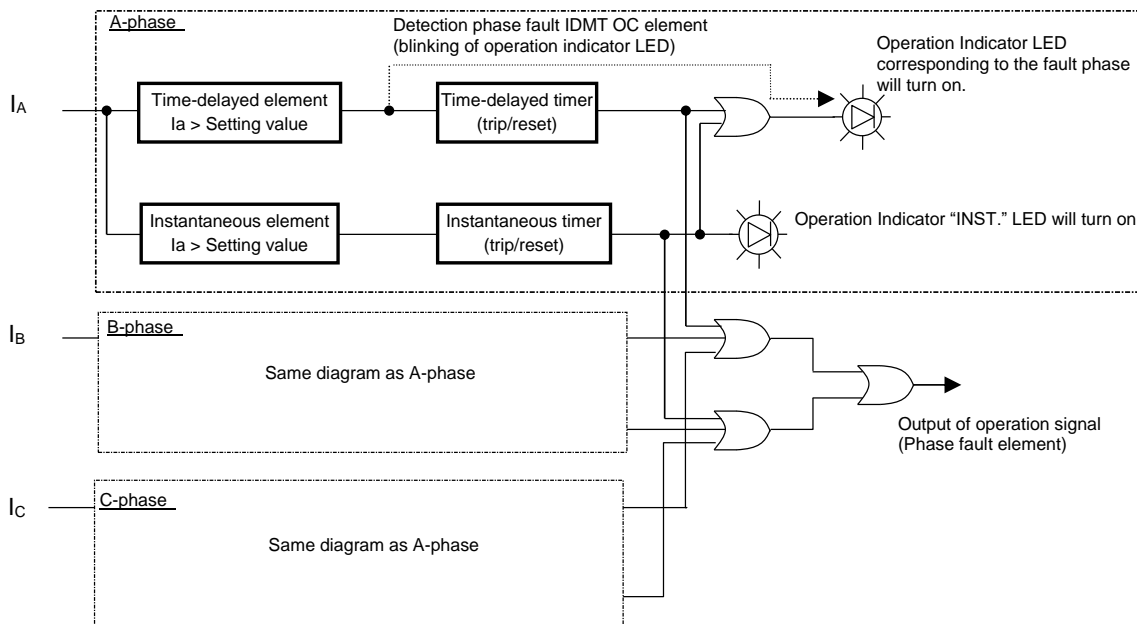 A-phase
Detection phase fault IDMT OC element
(blinking of operation indicator LED)
Operation Indicator LED
corresponding to the fault phase
will turn on.
IA
Time-delayed element
Ia > Setting value
Time-delayed timer
(trip/reset)
Instantaneous element
Ia > Setting value
Instantaneous timer
(trip/reset)
Operation Indicator “INST.” LED will turn on
IB
B-phase
Same diagram as A-phase
Output of operation signal
(Phase fault element)
IC
C-phase
Same diagram as A-phase